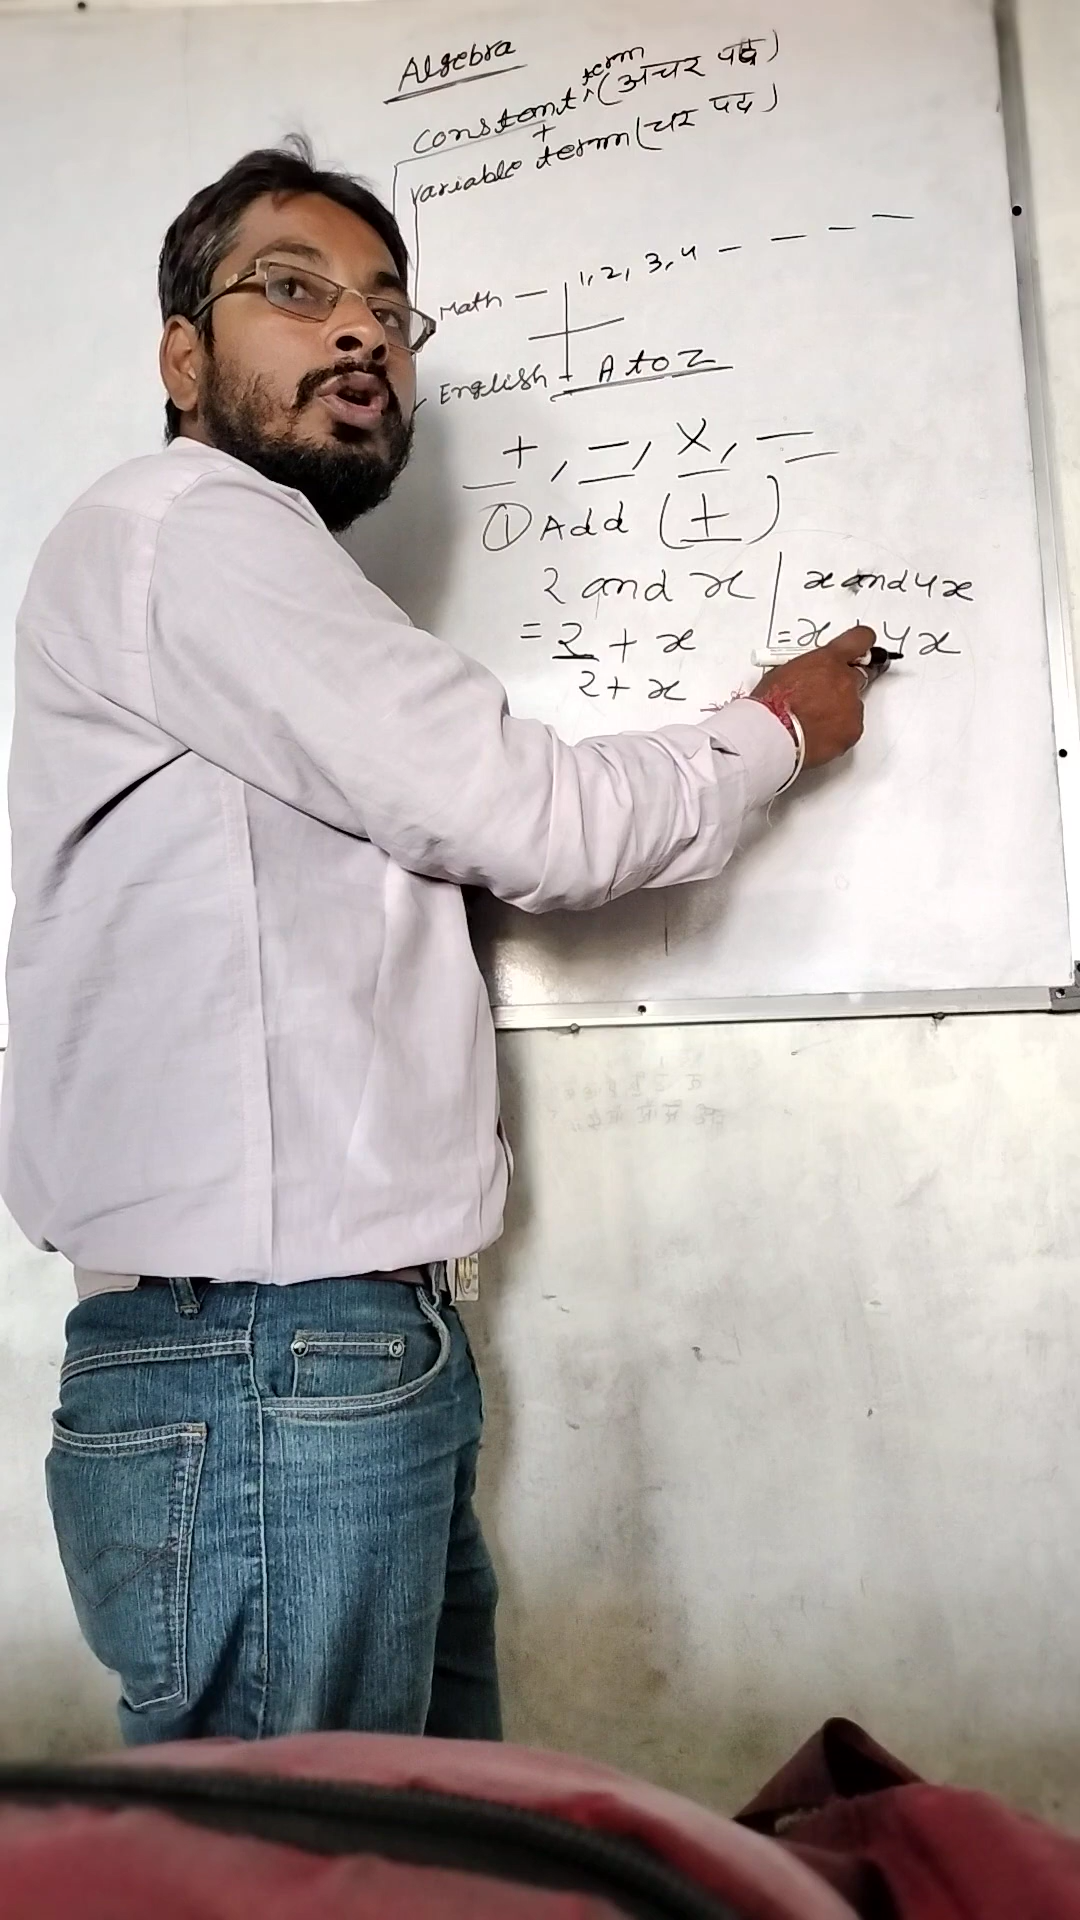 Algebra
constant term (अचर पद)
+
variable term (चर पद)
Math — 1, 2, 3, 4 — — — —
English - A to Z
+, -, ×, =
① Add (+)
2 and x | x and 4x
= 2 + x | = x + 4x
2 + x